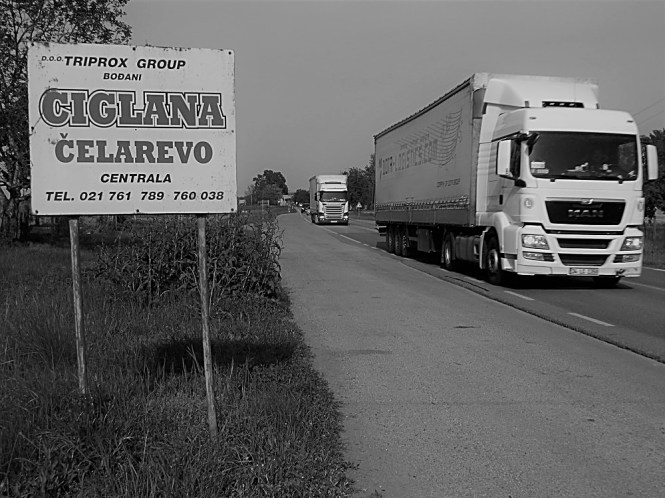 D.O.O. TRIPROX GROUP
BOĐANI
CIGLANA
ČELAREVO
CENTRALA
TEL. 021 761 789 760 038
MAN